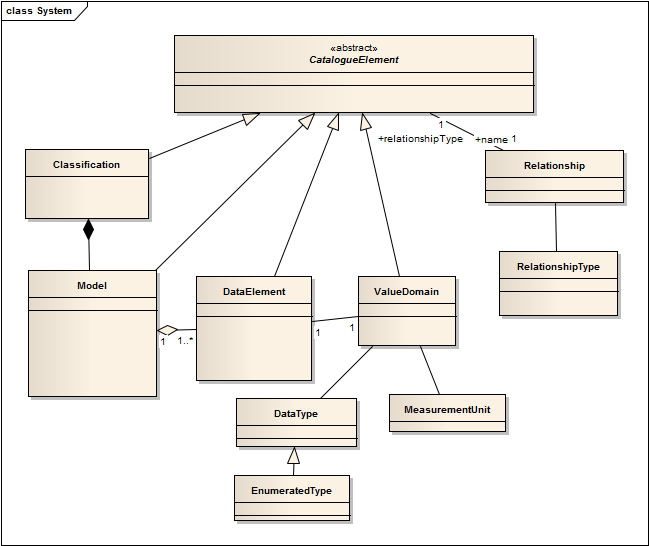 class System
«abstract»
CatalogueElement
1
+relationshipType
+name 1
Classification
Relationship
RelationshipType
Model
DataElement
ValueDomain
1
1..*
1
1
DataType
MeasurementUnit
EnumeratedType